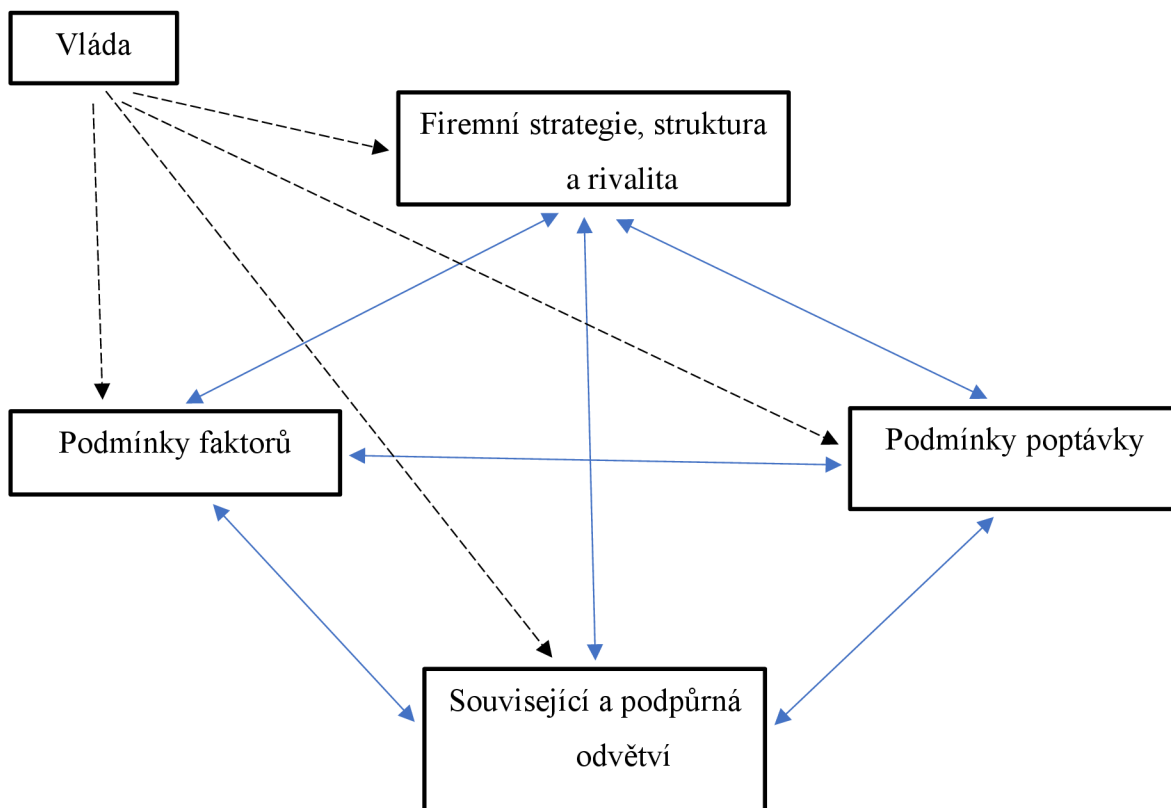 Vláda
Firemní strategie, struktura
a rivalita
Podmínky faktorů
Podmínky poptávky
Související a podpůrná
odvětví